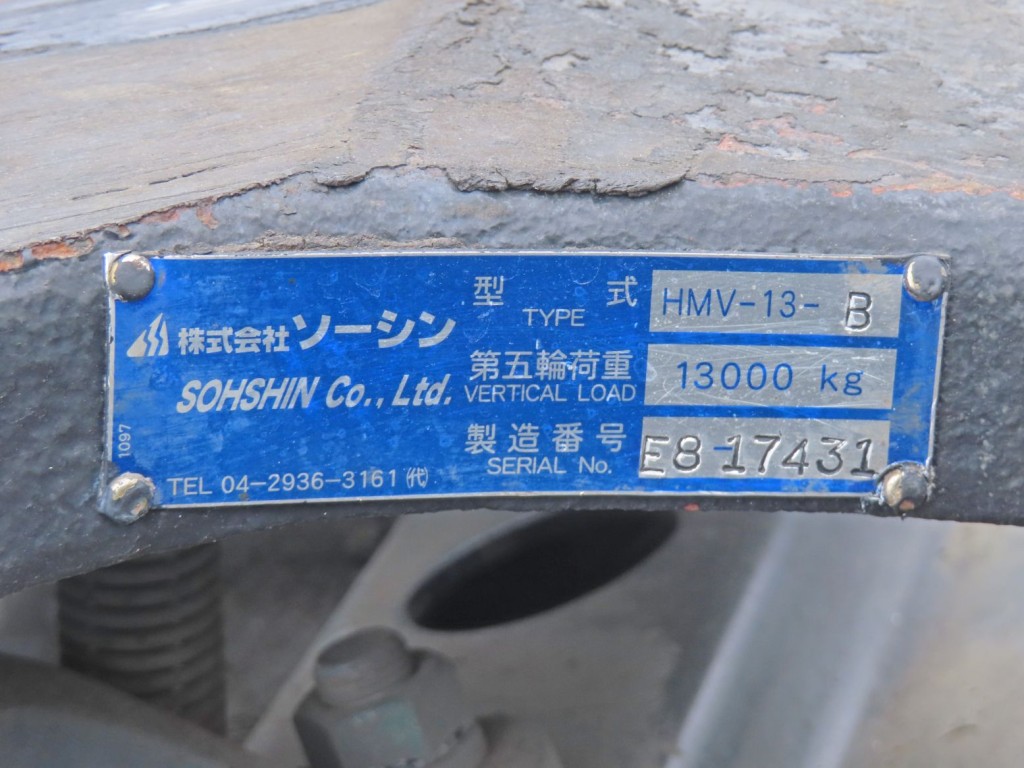 株式会社 ソーシン
SOHSHIN Co., Ltd.
1097
TEL 04-2936-3161 ㈹
型 式 HMV-13-B
TYPE
第五輪荷重 13000 kg
VERTICAL LOAD
製造番号 E8-17431
SERIAL No.